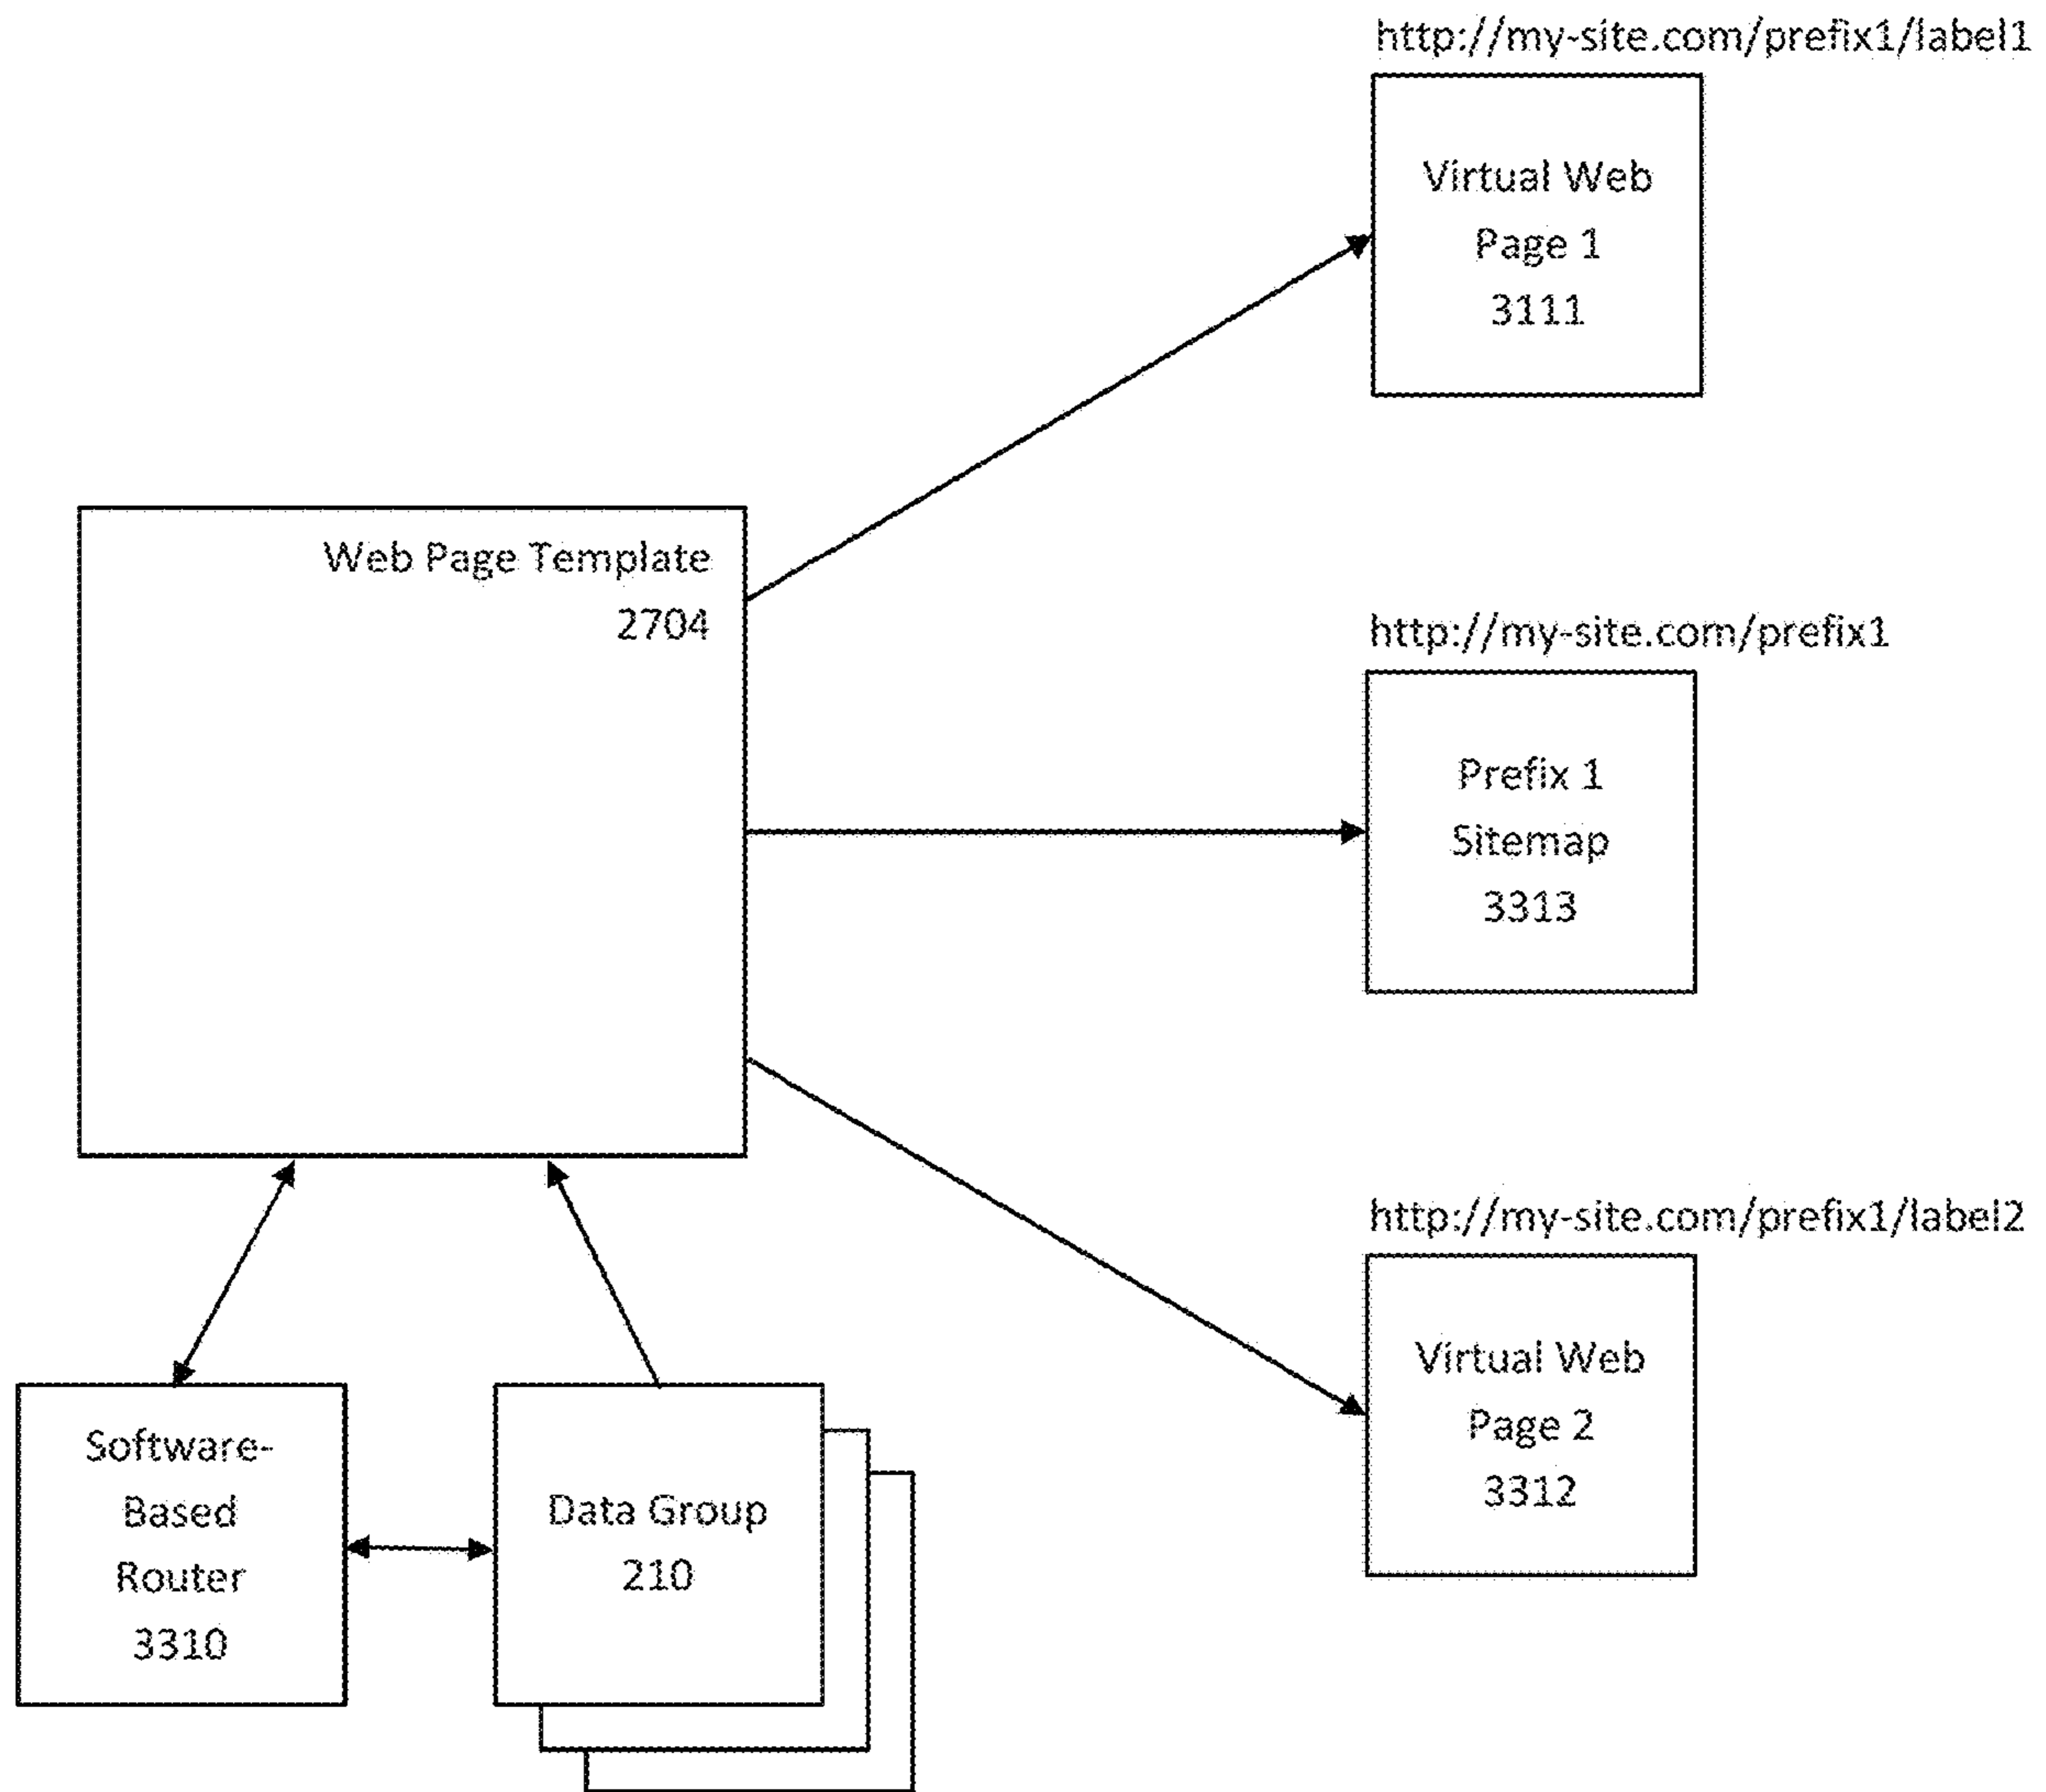 http://my-site.com/prefix1/label1
Virtual Web
Page 1
3111
Web Page Template
2704
http://my-site.com/prefix1
Prefix 1
Sitemap
3313
http://my-site.com/prefix1/label2
Virtual Web
Page 2
3312
Software-
Based
Router
3310
Data Group
210